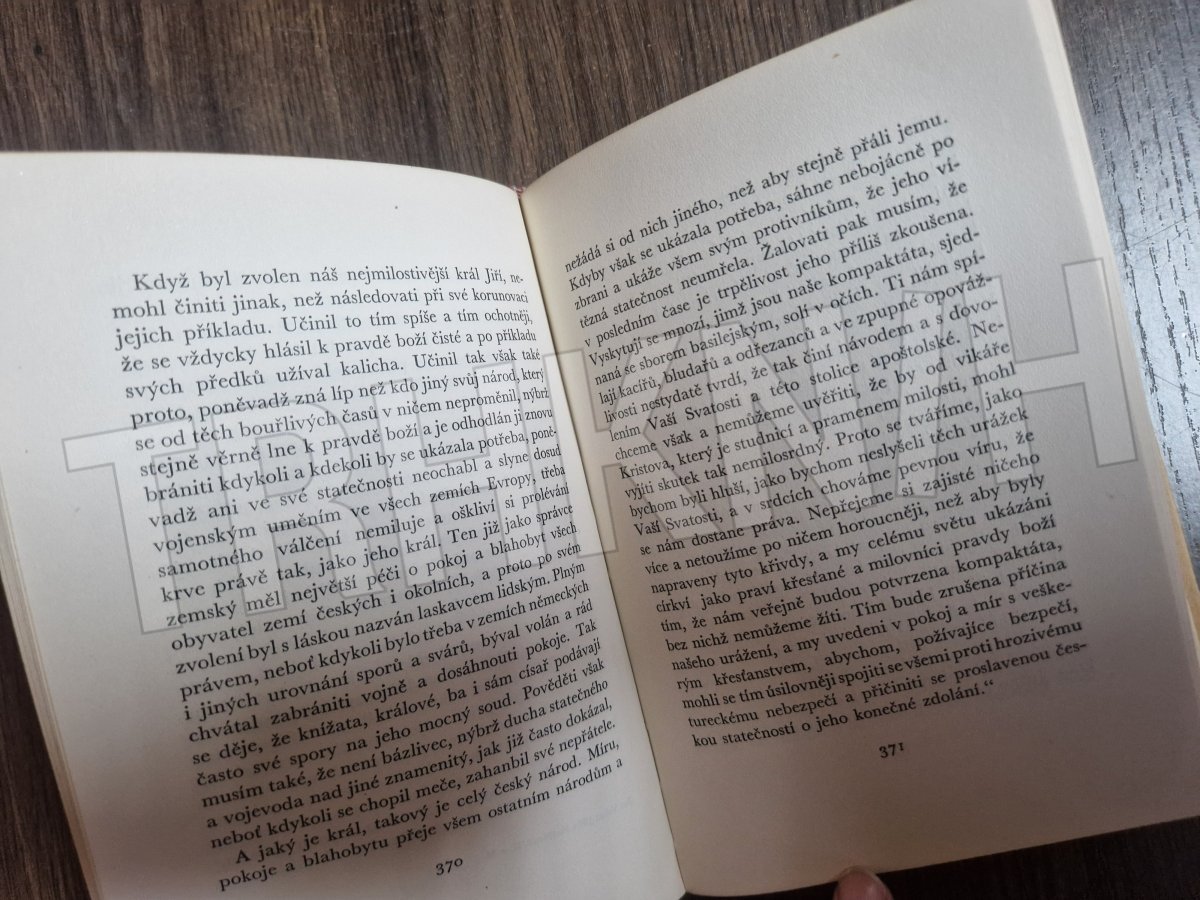 Když byl zvolen náš nejmilostivější král Jiří, ne-
mohl činiti jinak, než následovati při své korunovaci
jejich příkladu. Učinil to tím spíše a tím ochotněji,
že se vždycky hlásil k pravdě boží čisté a po příkladu
svých předků užíval kalicha. Učinil tak však také
proto, poněvadž zná líp než kdo jiný svůj národ, který
se od těch bouřlivých časů v ničem neproměnil, nýbrž
stejně věrně lne k pravdě boží a je odhodlán ji znovu
brániti kdykoli a kdekoli by se ukázala potřeba, poně-
vadž ani ve své statečnosti neochabl a slyne dosud
vojenským uměním ve všech zemích Evropy, třeba
samotného válčení nemiluje a oškliví si prolévání
krve právě tak, jako jeho král. Ten již jako správce
zemský měl největší péči o pokoj a blahobyt všech
obyvatel zemí českých i okolních, a proto po svém
zvolení byl s láskou nazván laskavcem lidským. Plným
právem, neboť kdykoli bylo třeba v zemích německých
i jiných urovnání sporů a svárů, býval volán a rád
chvátal zabrániti vojně a dosáhnouti pokoje. Tak
se děje, že knížata, králové, ba i sám císař podávají
často své spory na jeho mocný soud. Pověděti však
musím také, že není bázlivec, nýbrž ducha statečného
a vojevoda nad jiné znamenitý, jak již často dokázal,
neboť kdykoli se chopil meče, zahanbil své nepřátele.
A jaký je král, takový je celý český národ. Míru,
pokoje a blahobytu přeje všem ostatním národům a
370
nežádá si od nich jiného, než aby stejně přáli jemu.
Kdyby však se ukázala potřeba, sáhne nebojácně po
zbrani a ukáže všem svým protivníkům, že jeho ví-
tězná statečnost neumřela. Žalovati pak musím, že
v posledním čase je trpělivost jeho příliš zkoušena.
Vyskytují se mnozí, jimž jsou naše kompaktáta, sjed-
naná se sborem basilejským, solí v očích. Ti nám spí-
lají kacířů, bludařů a odřezanců a ve zpupné opováž-
livosti nestydatě tvrdí, že tak činí návodem a s dovo-
lením Vaší Svatosti a této stolice apoštolské. Ne-
chceme však a nemůžeme uvěřiti, že by od vikáře
Kristova, který je studnicí a pramenem milosti, mohl
vyjíti skutek tak nemilosrdný. Proto se tváříme, jako
bychom byli hluší, jako bychom neslyšeli těch urážek
Vaší Svatosti, a v srdcích chováme pevnou víru, že
se nám dostane práva. Nepřejeme si zajisté ničeho
více a netoužíme po ničem horoucněji, než aby byly
napraveny tyto křivdy, a my celému světu ukázáni
církví jako praví křesťané a milovníci pravdy boží
tím, že nám veřejně budou potvrzena kompaktáta,
bez nichž nemůžeme žíti. Tím bude zrušena příčina
našeho urážení, a my uvedeni v pokoj a mír s veške-
rým křesťanstvem, abychom, požívajíce bezpečí,
mohli se tím úsilovněji spojiti se všemi proti hrozivému
tureckému nebezpečí a přičiniti se proslavenou čes-
kou statečností o jeho konečné zdolání.“
371
TRHKNIH